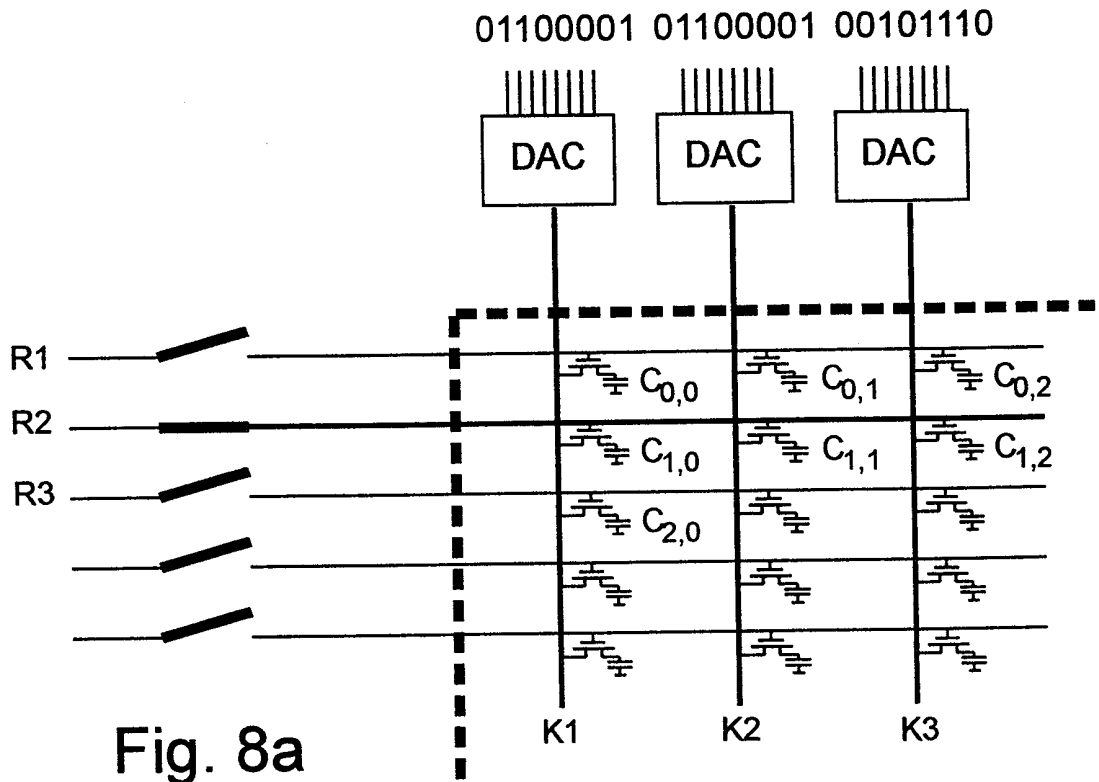 01100001 01100001 00101110
DAC DAC DAC
R1
C0,0 C0,1 C0,2
R2
C1,0 C1,1 C1,2
R3
C2,0
K1 K2 K3
Fig. 8a